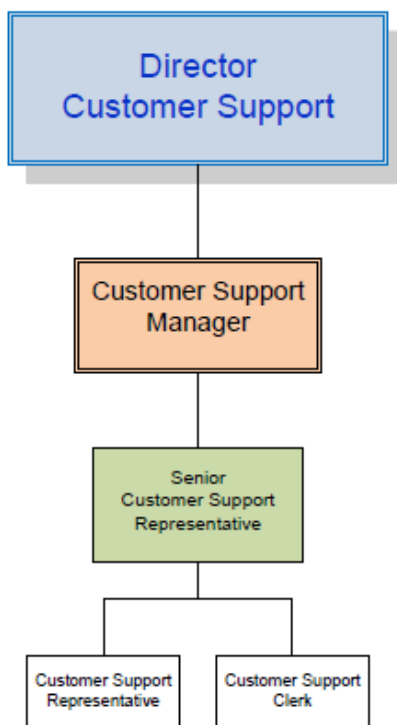 Director
Customer Support
Customer Support
Manager
Senior
Customer Support
Representative
Customer Support
Representative
Customer Support
Clerk